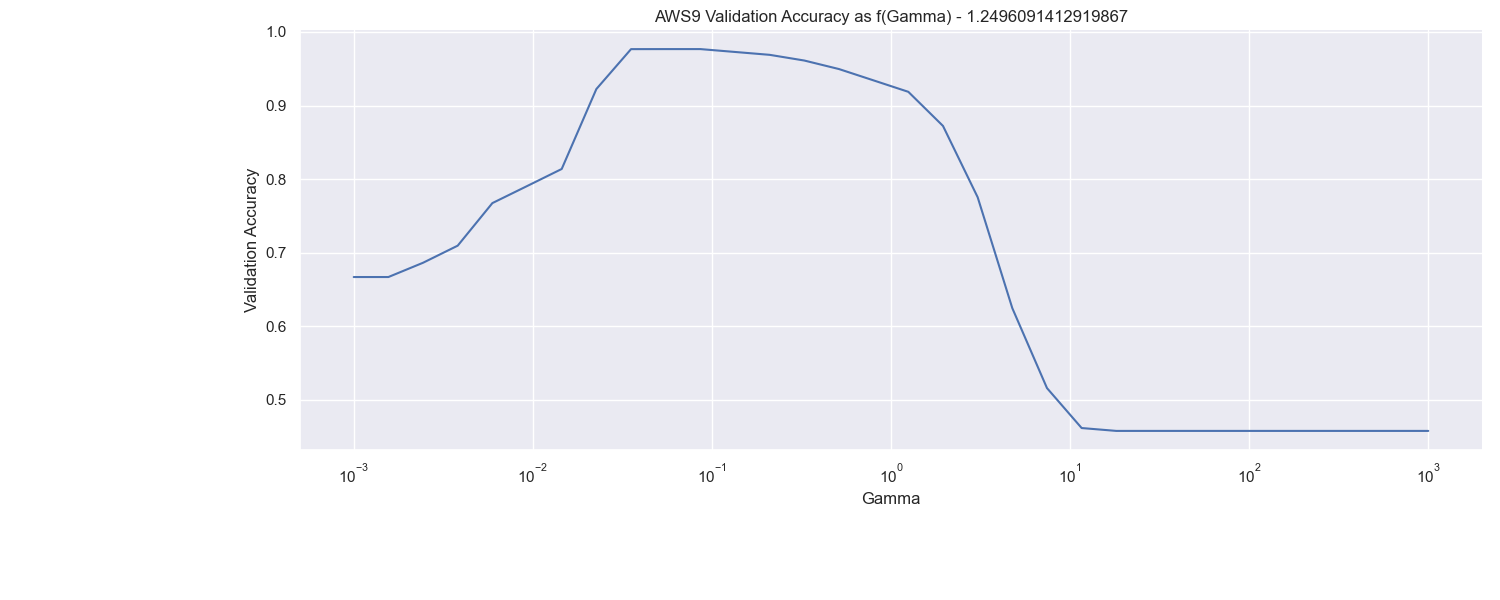 AWS9 Validation Accuracy as f(Gamma) - 1.2496091412919867
Validation Accuracy
1.0
0.9
0.8
0.7
0.6
0.5
10⁻³ 10⁻² 10⁻¹ 10⁰ 10¹ 10² 10³
Gamma